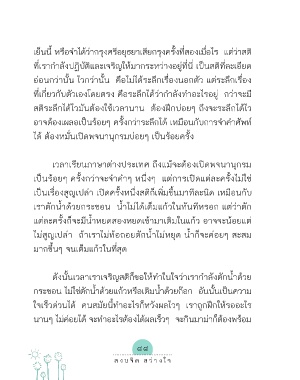 เย็นนี้ หรือจำได้ว่ากรุงศรีอยุธยาเสียกรุงครั้งที่สองเมื่อไร แต่ว่าสติ
ที่เรากำลังปฏิบัติและเจริญให้มากระหว่างอยู่ที่นี่ เป็นสติที่ละเอียด
อ่อนกว่านั้น ไวกว่านั้น คือไม่ได้ระลึกเรื่องนอกตัว แต่ระลึกเรื่อง
ที่เกี่ยวกับตัวเองโดยตรง คือระลึกได้ว่ากำลังทำอะไรอยู่ กว่าจะมี
สติระลึกได้ไวมันต้องใช้เวลานาน ต้องฝึกบ่อยๆ ถึงจะระลึกได้ไว
อาจต้องเผลอเป็นร้อยๆ ครั้งกว่าระลึกได้ เหมือนกับการจำคำศัพท์
ได้ ต้องหมั่นเปิดพจนานุกรมบ่อยๆ เป็นร้อยครั้ง
เวลาเรียนภาษาต่างประเทศ ถึงแม้จะต้องเปิดพจนานุกรม
เป็นร้อยๆ ครั้งกว่าจะจำคำๆ หนึ่งๆ แต่การเปิดแต่ละครั้งไม่ใช่
เป็นเรื่องสูญเปล่า เปิดครั้งหนึ่งสติก็เพิ่มขึ้นมาทีละนิด เหมือนกับ
เราตักน้ำด้วยกระชอน น้ำไม่ได้เต็มแก้วในทันทีหรอก แต่ว่าตัก
แต่ละครั้งก็จะมีน้ำหยดสองหยดเข้ามาเติมในแก้ว อาจจะน้อยแต่
ไม่สูญเปล่า ถ้าเราไม่ท้อถอยตักน้ำไม่หยุด น้ำก็จะค่อยๆ สะสม
มากขึ้นๆ จนเต็มแก้วในที่สุด
ดังนั้นเวลาเราเจริญสติก็ขอให้ทำในใจว่าเรากำลังตักน้ำด้วย
กระชอน ไม่ใช่ตักน้ำด้วยแก้วหรือเติมน้ำด้วยก๊อก อันนั้นเป็นความ
ใจเร็วด่วนได้ คนสมัยนี้ทำอะไรก็หวังผลไวๆ เราถูกฝึกให้รออะไร
นานๆ ไม่ค่อยได้ จะทำอะไรต้องได้ผลเร็วๆ จะกินมาม่าก็ต้องพร้อม
๔๘
สงบจิต สว่างใจ